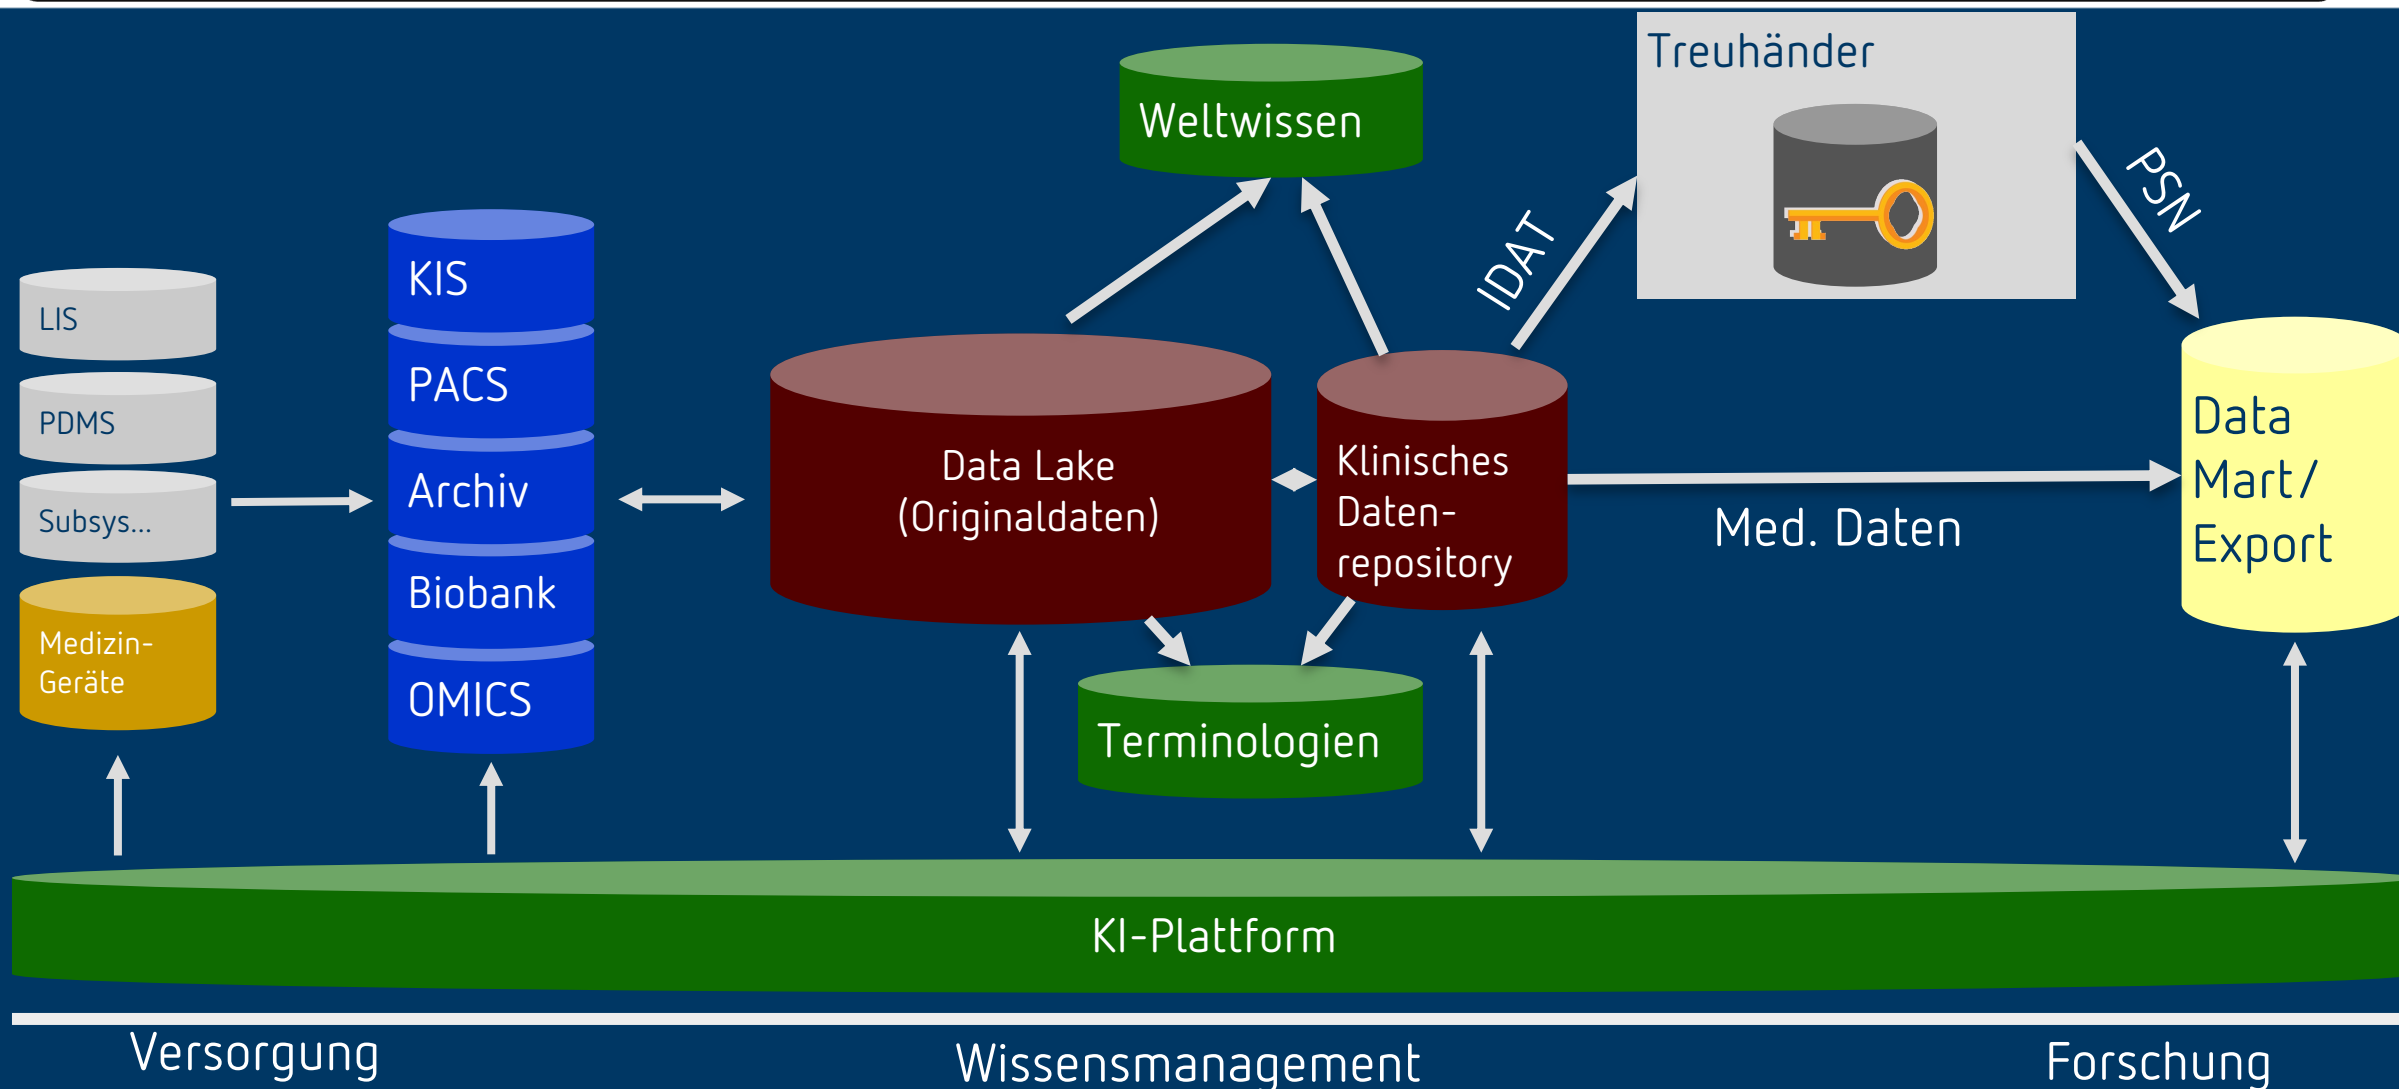 Treuhänder
Weltwissen
PSN
IDAT
KIS
LIS
PACS
PDMS
Data
Mart/
Export
Klinisches
Daten-
repository
Data Lake
(Originaldaten)
Archiv
Subsys...
Med. Daten
Biobank
Medizin-
Geräte
OMICS
Terminologien
KI-Plattform
Versorgung
Wissensmanagement
Forschung